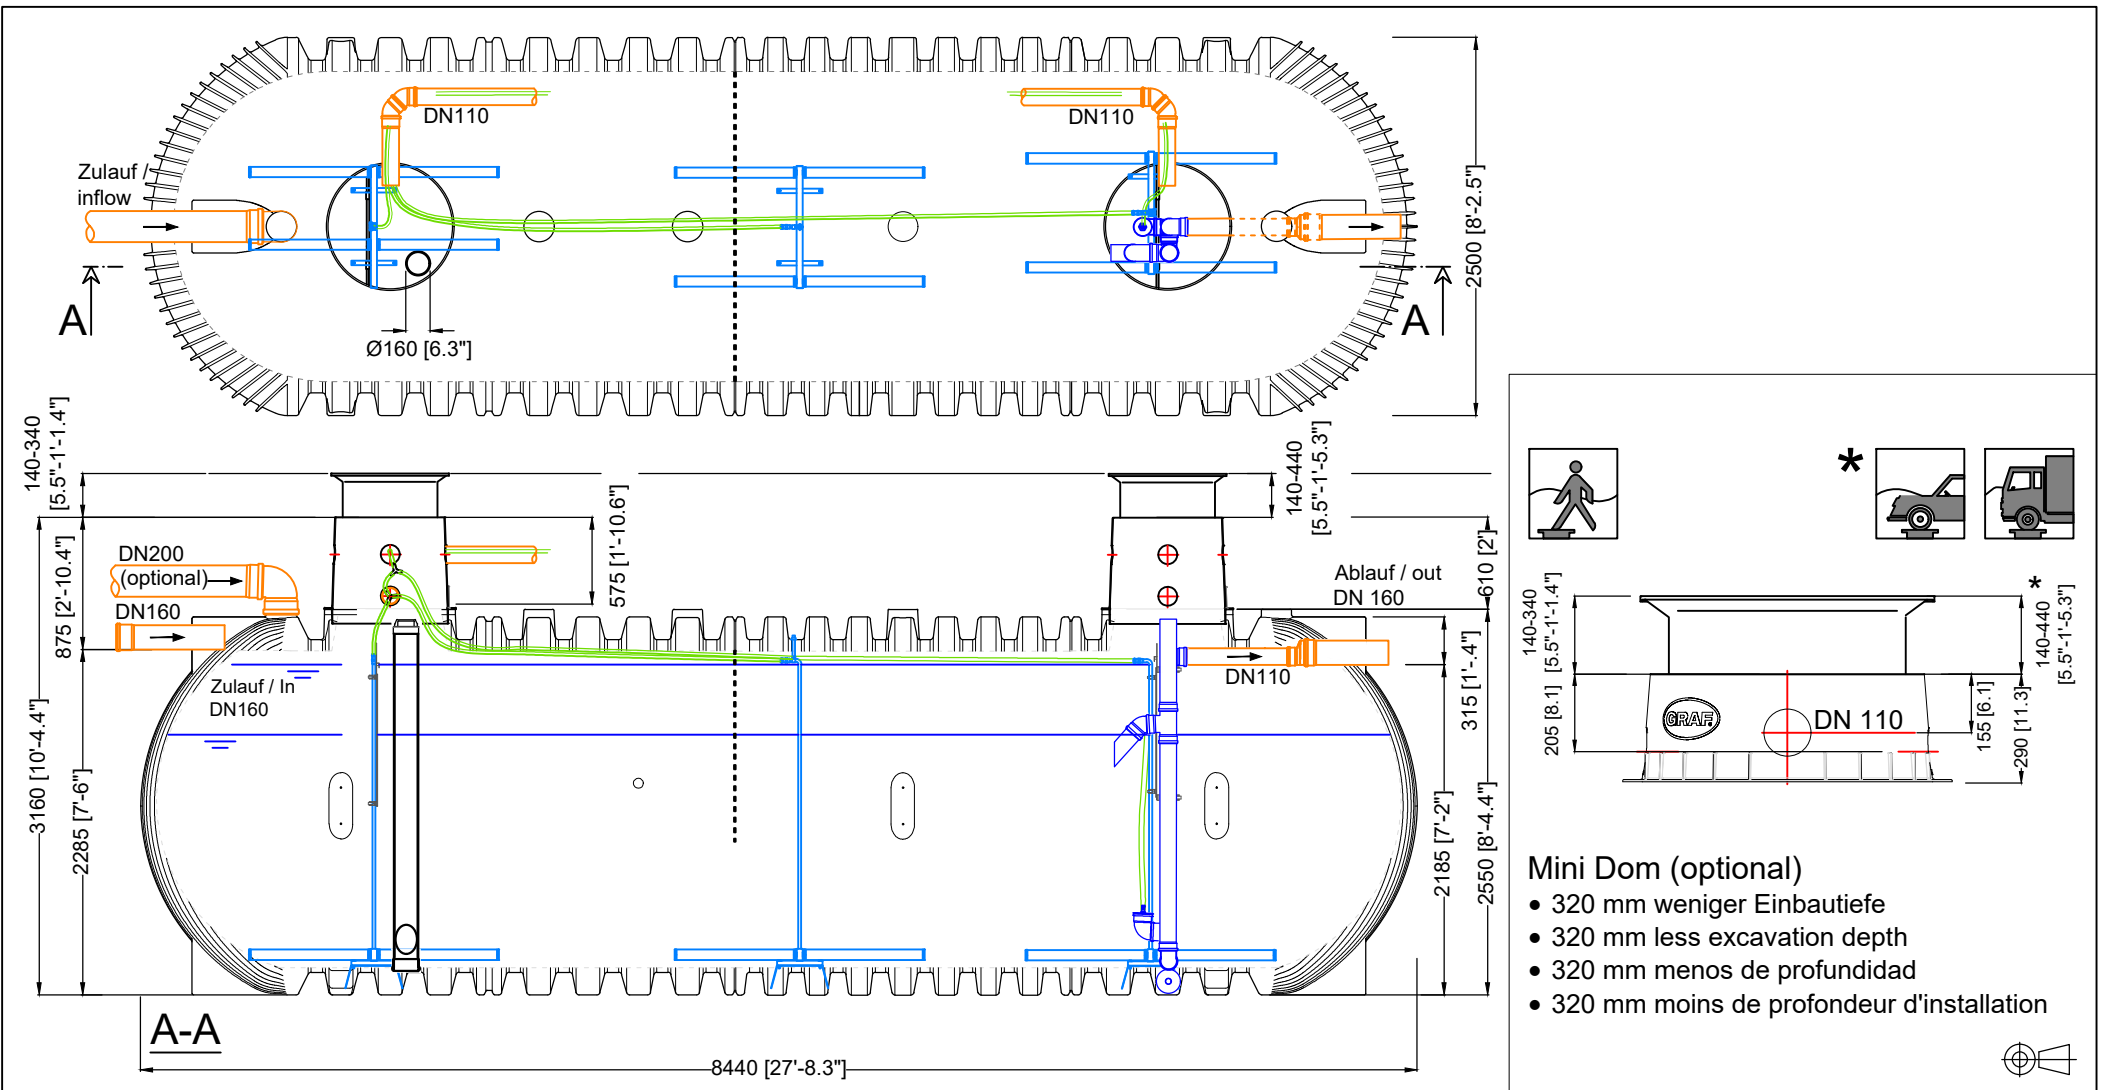 DN110
DN110
Zulauf /
inflow
A
A
Ø160 [6.3"]
2500 [8'-2.5"]
140-340
[5.5"-1'-1.4"]
875 [2'-10.4"]
3160 [10'-4.4"]
2285 [7'-6"]
DN200
(optional)
DN160
Zulauf / In
DN160
575 [1'-10.6"]
140-440
[5.5"-1'-5.3"]
610 [2']
Ablauf / out
DN 160
DN110
315 [1'-.4"]
2185 [7'-2"]
2550 [8'-4.4"]
A-A
8440 [27'-8.3"]
*
140-340
[5.5"-1'-1.4"]
205 [8.1]
GRAF
DN 110
*
140-440
[5.5"-1'-5.3"]
155 [6.1]
290 [11.3]
Mini Dom (optional)
• 320 mm weniger Einbautiefe
• 320 mm less excavation depth
• 320 mm menos de profundidad
• 320 mm moins de profondeur d'installation